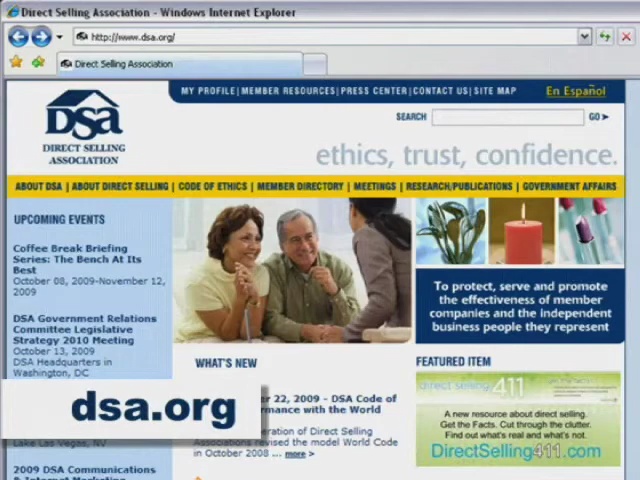 Direct Selling Association - Windows Internet Explorer
http://www.dsa.org/
Direct Selling Association
MY PROFILE | MEMBER RESOURCES | PRESS CENTER | CONTACT US | SITE MAP
En Español
DSA
DIRECT SELLING
ASSOCIATION
SEARCH
GO
ethics, trust, confidence.
ABOUT DSA | ABOUT DIRECT SELLING | CODE OF ETHICS | MEMBER DIRECTORY | MEETINGS | RESEARCH/PUBLICATIONS | GOVERNMENT AFFAIRS
UPCOMING EVENTS
Coffee Break Briefing
Series: The Bench At Its
Best
October 08, 2009-November 12,
2009
DSA Government Relations
Committee Legislative
Strategy 2010 Meeting
October 13, 2009
DSA Headquarters in
Washington, DC
dsa.org
Lake Las Vegas, NV
2009 DSA Communications
& Internet Marketing
To protect, serve and promote
the effectiveness of member
companies and the independent
business people they represent
WHAT'S NEW
22, 2009 - DSA Code of
with the World
of Direct Selling
Associations revised the model World Code
in October 2008 ... more >
FEATURED ITEM
direct selling 411
A new resource about direct selling.
Get the Facts. Cut through the clutter.
Find out what's real and what's not.
DirectSelling411.com